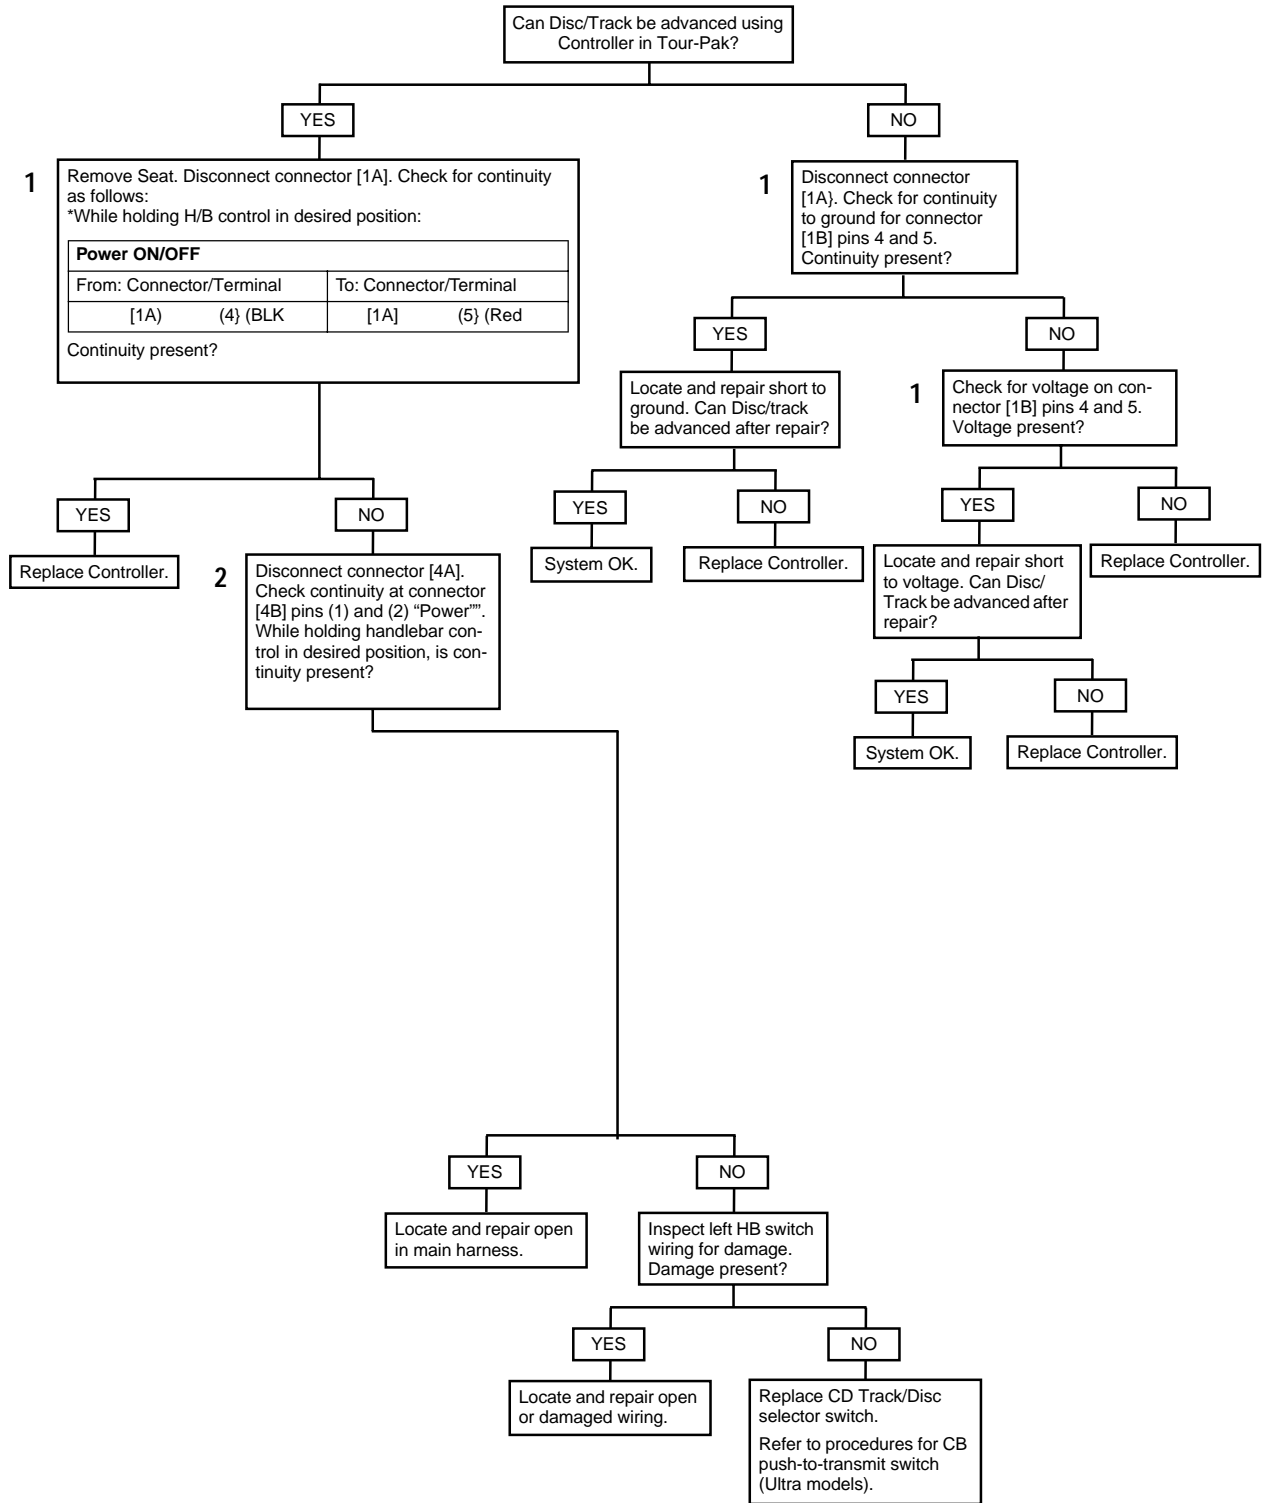 Can Disc/Track be advanced using
Controller in Tour-Pak?
YES
NO
1
Remove Seat. Disconnect connector [1A]. Check for continuity
as follows:
*While holding H/B control in desired position:
Power ON/OFF
From: Connector/Terminal
To: Connector/Terminal
[1A) (4} (BLK
[1A] (5} (Red
Continuity present?
1
Disconnect connector
[1A}. Check for continuity
to ground for connector
[1B] pins 4 and 5.
Continuity present?
YES
NO
Locate and repair short to
ground. Can Disc/track
be advanced after repair?
1
Check for voltage on con-
nector [1B] pins 4 and 5.
Voltage present?
YES
NO
YES
NO
YES
NO
Replace Controller.
2
Disconnect connector [4A].
Check continuity at connector
[4B] pins (1) and (2) “Power””.
While holding handlebar con-
trol in desired position, is con-
tinuity present?
System OK.
Replace Controller.
Locate and repair short
to voltage. Can Disc/
Track be advanced after
repair?
Replace Controller.
YES
NO
System OK.
Replace Controller.
YES
NO
Locate and repair open
in main harness.
Inspect left HB switch
wiring for damage.
Damage present?
YES
NO
Locate and repair open
or damaged wiring.
Replace CD Track/Disc
selector switch.
Refer to procedures for CB
push-to-transmit switch
(Ultra models).